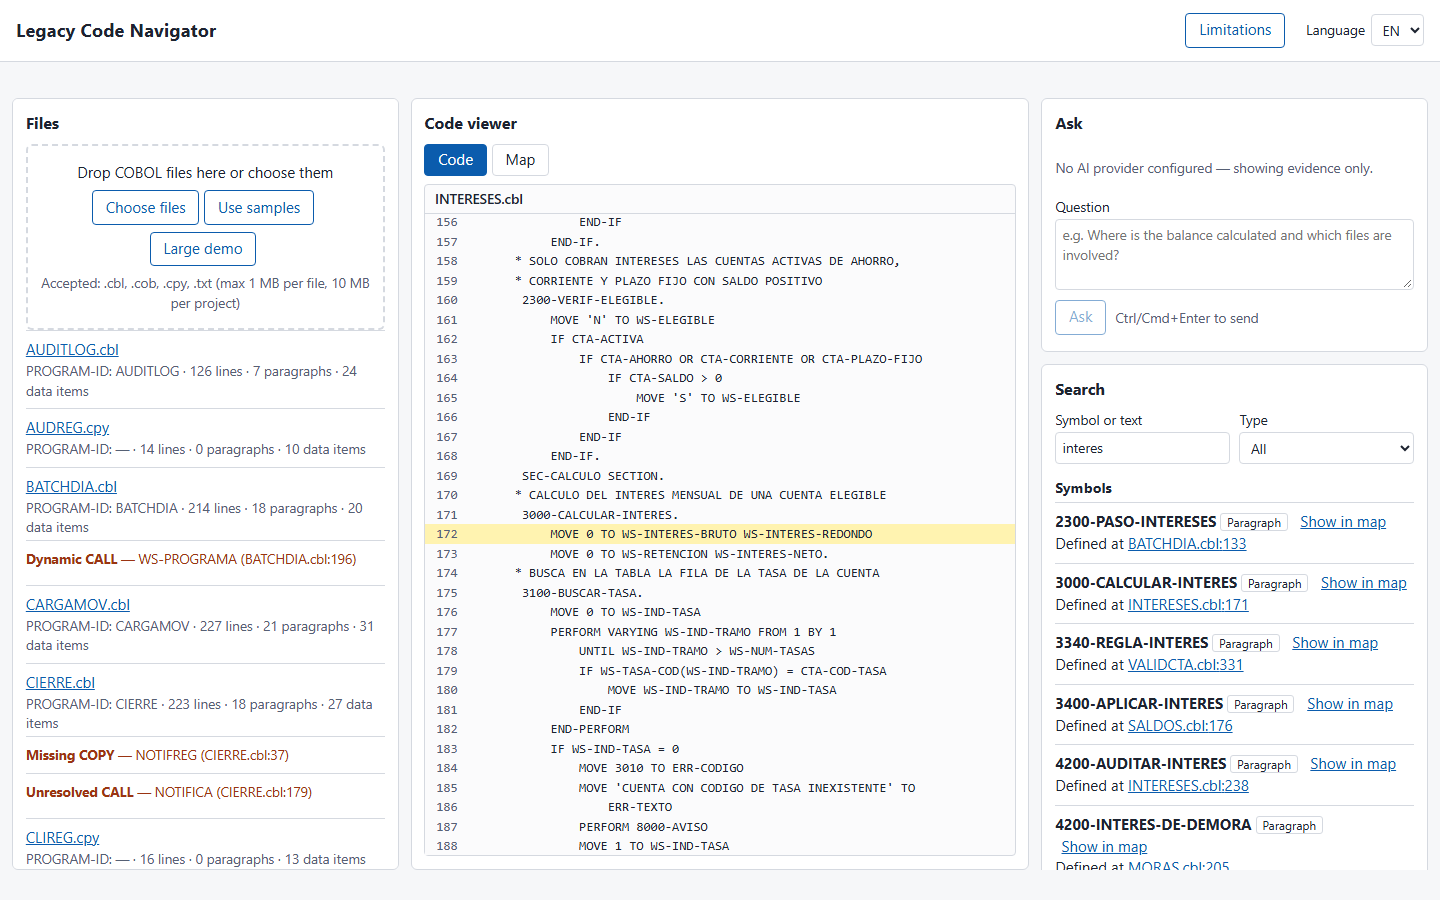 Legacy Code Navigator
Limitations
Language
EN
Files
Drop COBOL files here or choose them
Choose files
Use samples
Large demo
Accepted: .cbl, .cob, .cpy, .txt (max 1 MB per file, 10 MB
per project)
AUDITLOG.cbl
PROGRAM-ID: AUDITLOG · 126 lines · 7 paragraphs · 24
data items
AUDREG.cpy
PROGRAM-ID: — · 14 lines · 0 paragraphs · 10 data items
BATCHDIA.cbl
PROGRAM-ID: BATCHDIA · 214 lines · 18 paragraphs · 20
data items
Dynamic CALL — WS-PROGRAMA (BATCHDIA.cbl:196)
CARGAMOV.cbl
PROGRAM-ID: CARGAMOV · 227 lines · 21 paragraphs · 31
data items
CIERRE.cbl
PROGRAM-ID: CIERRE · 223 lines · 18 paragraphs · 27 data
items
Missing COPY — NOTIFREG (CIERRE.cbl:37)
Unresolved CALL — NOTIFICA (CIERRE.cbl:179)
CLIREG.cpy
PROGRAM-ID: — · 16 lines · 0 paragraphs · 13 data items
Code viewer
Code
Map
INTERESES.cbl
156 END-IF
157 END-IF.
158 * SOLO COBRAN INTERESES LAS CUENTAS ACTIVAS DE AHORRO,
159 * CORRIENTE Y PLAZO FIJO CON SALDO POSITIVO
160 2300-VERIF-ELEGIBLE.
161 MOVE 'N' TO WS-ELEGIBLE
162 IF CTA-ACTIVA
163 IF CTA-AHORRO OR CTA-CORRIENTE OR CTA-PLAZO-FIJO
164 IF CTA-SALDO > 0
165 MOVE 'S' TO WS-ELEGIBLE
166 END-IF
167 END-IF
168 END-IF.
169 SEC-CALCULO SECTION.
170 * CALCULO DEL INTERES MENSUAL DE UNA CUENTA ELEGIBLE
171 3000-CALCULAR-INTERES.
172 MOVE 0 TO WS-INTERES-BRUTO WS-INTERES-REDONDO
173 MOVE 0 TO WS-RETENCION WS-INTERES-NETO.
174 * BUSCA EN LA TABLA LA FILA DE LA TASA DE LA CUENTA
175 3100-BUSCAR-TASA.
176 MOVE 0 TO WS-IND-TASA
177 PERFORM VARYING WS-IND-TRAMO FROM 1 BY 1
178 UNTIL WS-IND-TRAMO > WS-NUM-TASAS
179 IF WS-TASA-COD(WS-IND-TRAMO) = CTA-COD-TASA
180 MOVE WS-IND-TRAMO TO WS-IND-TASA
181 END-IF
182 END-PERFORM
183 IF WS-IND-TASA = 0
184 MOVE 3010 TO ERR-CODIGO
185 MOVE 'CUENTA CON CODIGO DE TASA INEXISTENTE' TO
186 ERR-TEXTO
187 PERFORM 8000-AVISO
188 MOVE 1 TO WS-IND-TASA
Ask
No AI provider configured — showing evidence only.
Question
e.g. Where is the balance calculated and which files are
involved?
Ask
Ctrl/Cmd+Enter to send
Search
Symbol or text
Type
interes
All
Symbols
2300-PASO-INTERESES Paragraph Show in map
Defined at BATCHDIA.cbl:133
3000-CALCULAR-INTERES Paragraph Show in map
Defined at INTERESES.cbl:171
3340-REGLA-INTERES Paragraph Show in map
Defined at VALIDCTA.cbl:331
3400-APLICAR-INTERES Paragraph Show in map
Defined at SALDOS.cbl:176
4200-AUDITAR-INTERES Paragraph Show in map
Defined at INTERESES.cbl:238
4200-INTERES-DE-DEMORA Paragraph
Show in map
Defined at MORAS.cbl:205